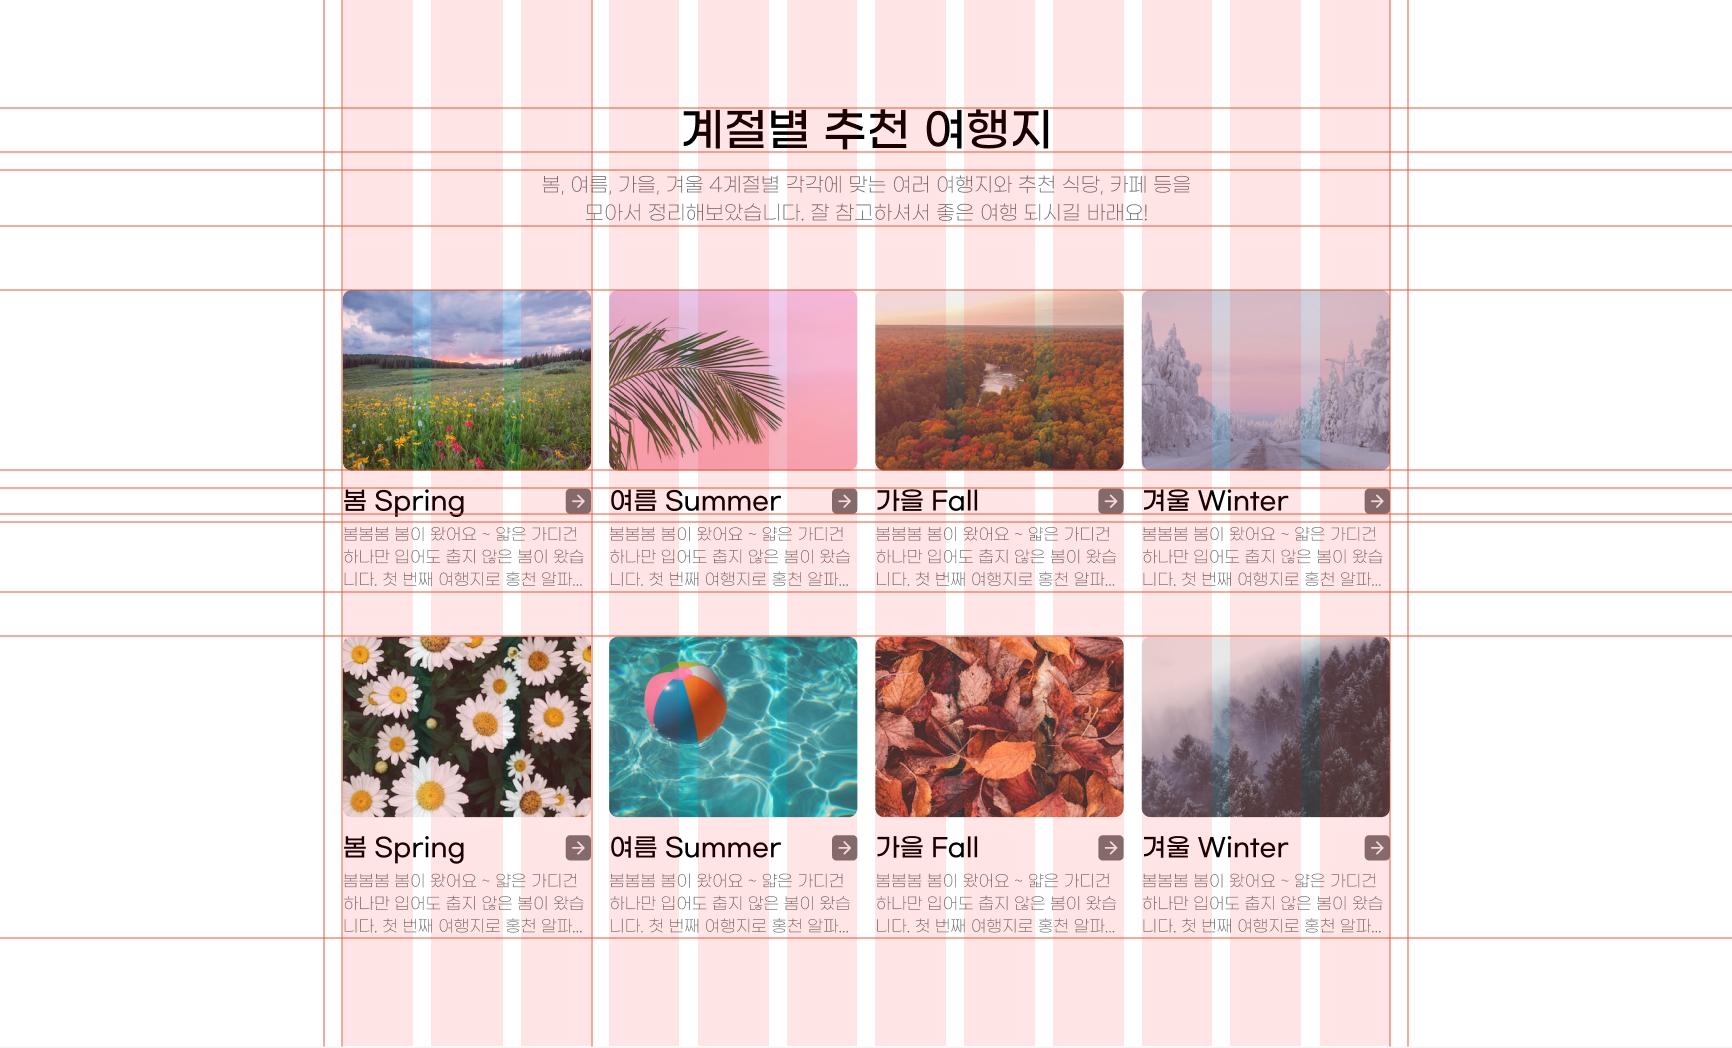 계절별 추천 여행지
봄, 여름, 가을, 겨울 4계절별 각각에 맞는 여러 여행지와 추천 식당, 카페 등을
모아서 정리해보았습니다. 잘 참고하셔서 좋은 여행 되시길 바래요!
봄 Spring
봄봄봄 봄이 왔어요 ~ 얇은 가디건
하나만 입어도 춥지 않은 봄이 왔습
니다. 첫 번째 여행지로 홍천 알파...
여름 Summer
봄봄봄 봄이 왔어요 ~ 얇은 가디건
하나만 입어도 춥지 않은 봄이 왔습
니다. 첫 번째 여행지로 홍천 알파...
가을 Fall
봄봄봄 봄이 왔어요 ~ 얇은 가디건
하나만 입어도 춥지 않은 봄이 왔습
니다. 첫 번째 여행지로 홍천 알파...
겨울 Winter
봄봄봄 봄이 왔어요 ~ 얇은 가디건
하나만 입어도 춥지 않은 봄이 왔습
니다. 첫 번째 여행지로 홍천 알파...
봄 Spring
봄봄봄 봄이 왔어요 ~ 얇은 가디건
하나만 입어도 춥지 않은 봄이 왔습
니다. 첫 번째 여행지로 홍천 알파...
여름 Summer
봄봄봄 봄이 왔어요 ~ 얇은 가디건
하나만 입어도 춥지 않은 봄이 왔습
니다. 첫 번째 여행지로 홍천 알파...
가을 Fall
봄봄봄 봄이 왔어요 ~ 얇은 가디건
하나만 입어도 춥지 않은 봄이 왔습
니다. 첫 번째 여행지로 홍천 알파...
겨울 Winter
봄봄봄 봄이 왔어요 ~ 얇은 가디건
하나만 입어도 춥지 않은 봄이 왔습
니다. 첫 번째 여행지로 홍천 알파...